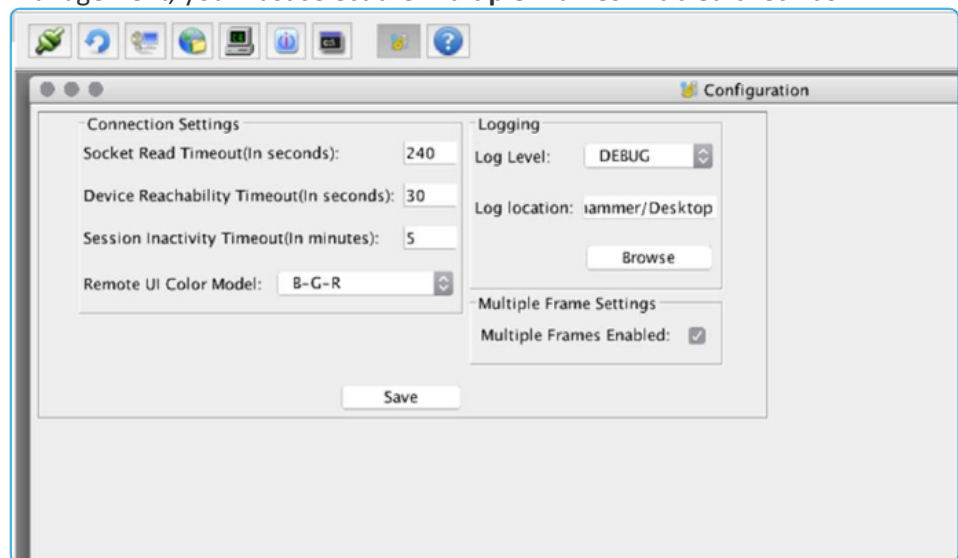 Configuration
Connection Settings
Socket Read Timeout(In seconds): 240
Device Reachability Timeout(In seconds): 30
Session Inactivity Timeout(In minutes): 5
Remote UI Color Model: B-G-R
Logging
Log Level: DEBUG
Log location: ammer/Desktop
Browse
Multiple Frame Settings
Multiple Frames Enabled:
Save